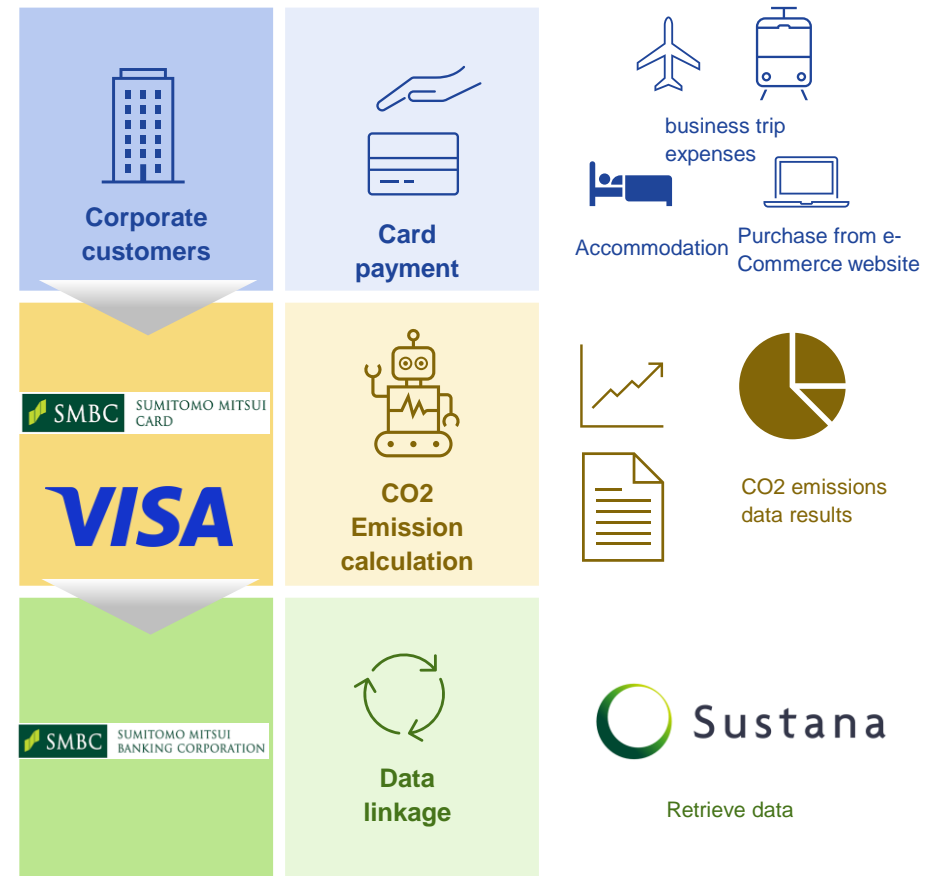 Corporate
customers
Card
payment
business trip
expenses
Accommodation
Purchase from e-
Commerce website
SMBC
SUMITOMO MITSUI
CARD
VISA
CO2
Emission
calculation
CO2 emissions
data results
SMBC
SUMITOMO MITSUI
BANKING CORPORATION
Data
linkage
Sustana
Retrieve data